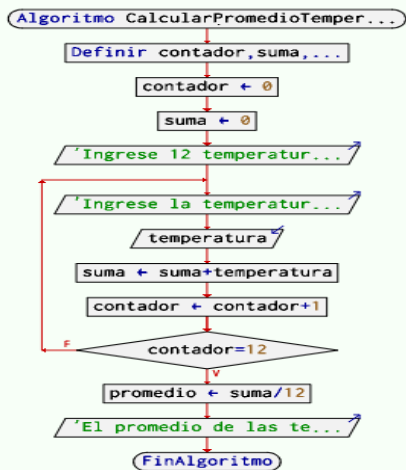 Algoritmo CalcularPromedioTemper...
Definir contador,suma,...
contador ← 0
suma ← 0
'Ingrese 12 temperatur...
'Ingrese la temperatur...
temperatura
suma ← suma+temperatura
contador ← contador+1
F
contador=12
V
promedio ← suma/12
'El promedio de las te...
FinAlgoritmo